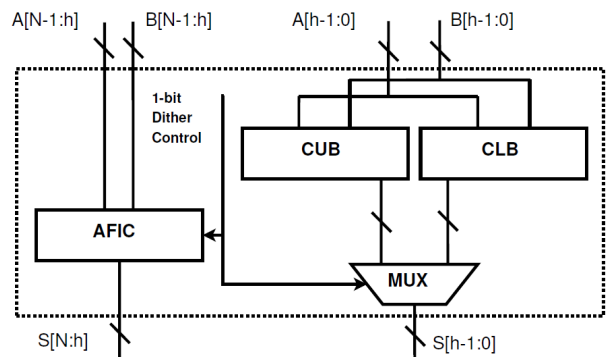 A[N-1:h]
B[N-1:h]
A[h-1:0]
B[h-1:0]
1-bit
Dither
Control
CUB
CLB
AFIC
MUX
S[N:h]
S[h-1:0]